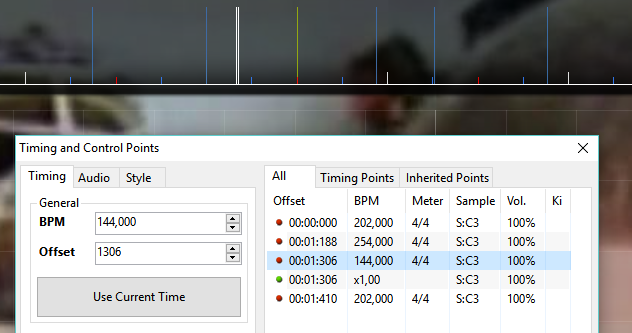 Timing and Control Points
Timing Audio Style
General
BPM 144,000
Offset 1306
Use Current Time
All Timing Points Inherited Points
Offset BPM Meter Sample Vol. Ki
00:00:000 202,000 4/4 S:C3 100%
00:01:188 254,000 4/4 S:C3 100%
00:01:306 144,000 4/4 S:C3 100%
00:01:306 x1,00 S:C3 100%
00:01:410 202,000 4/4 S:C3 100%